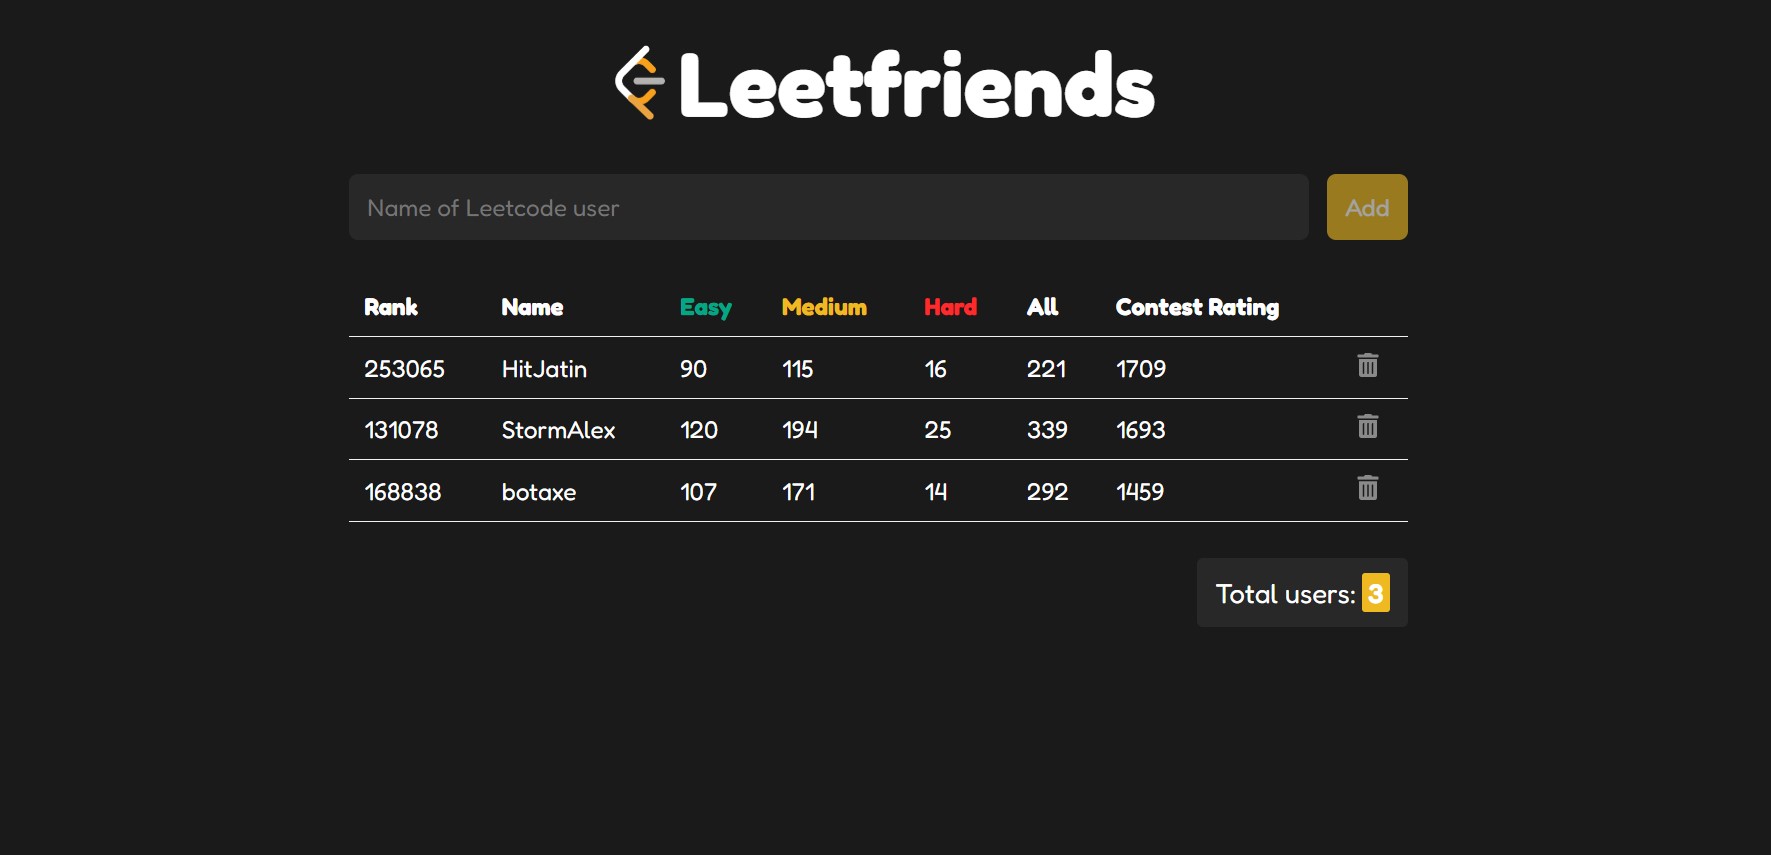 Leetfriends
Name of Leetcode user Add
Rank Name Easy Medium Hard All Contest Rating
253065 HitJatin 90 115 16 221 1709
131078 StormAlex 120 194 25 339 1693
168838 botaxe 107 171 14 292 1459
Total users: 3